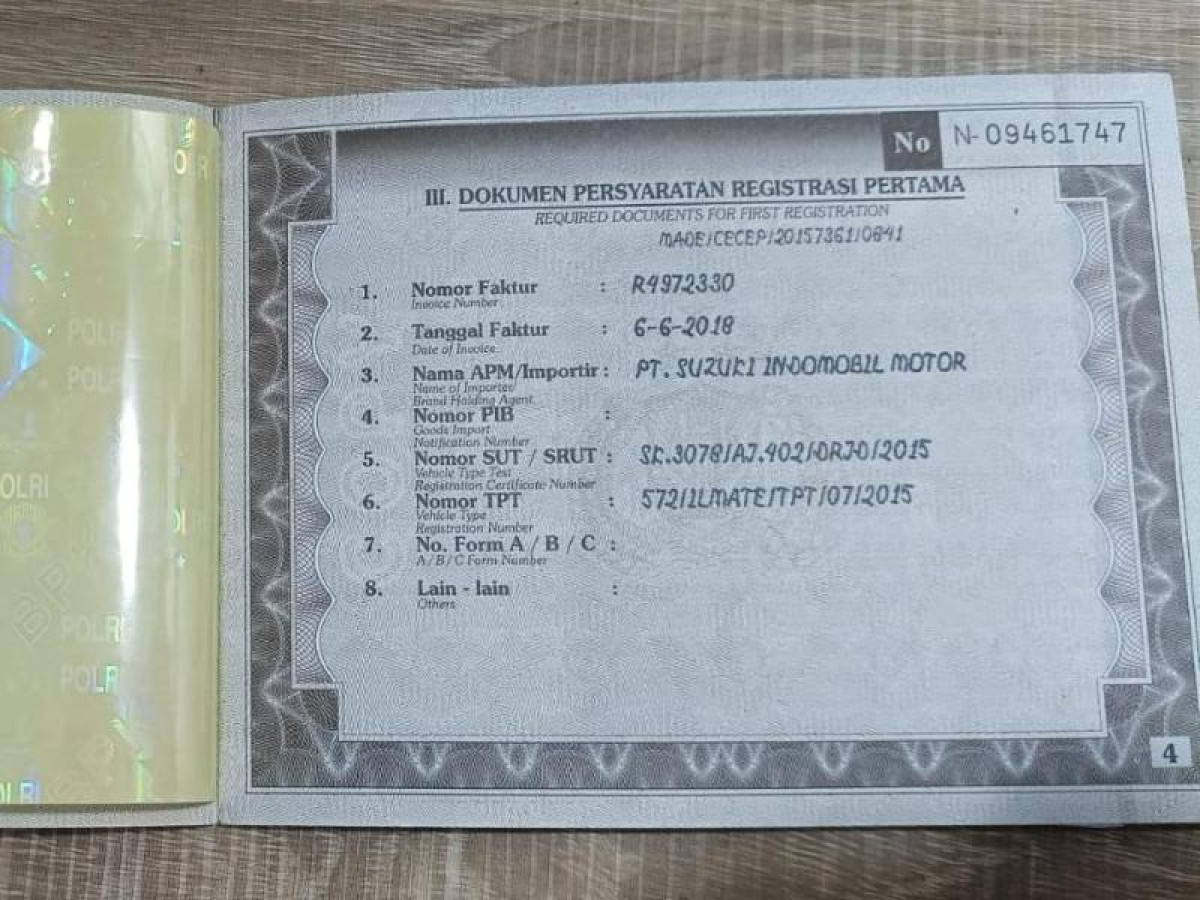 No N-09461747
III. DOKUMEN PERSYARATAN REGISTRASI PERTAMA
REQUIRED DOCUMENTS FOR FIRST REGISTRATION
MADE/CECEP/20157361/0841
1. Nomor Faktur : R4972330
Invoice Number
2. Tanggal Faktur : 6-6-2018
Date of Invoice
3. Nama APM/Importir : PT. SUZUKI INDOMOBIL MOTOR
Name of Importer
Brand Holding Agent
4. Nomor PIB :
Goods Import
Notification Number
5. Nomor SUT / SRUT : SK.3078/AJ.402/DRJD/2015
Vehicle Type Test
Registration Certificate Number
6. Nomor TPT : 572/ILMATE/TPT/07/2015
Vehicle Type
Registration Number
7. No. Form A / B / C :
A / B / C Form Number
8. Lain - lain :
Others
4
POLRI
POLRI